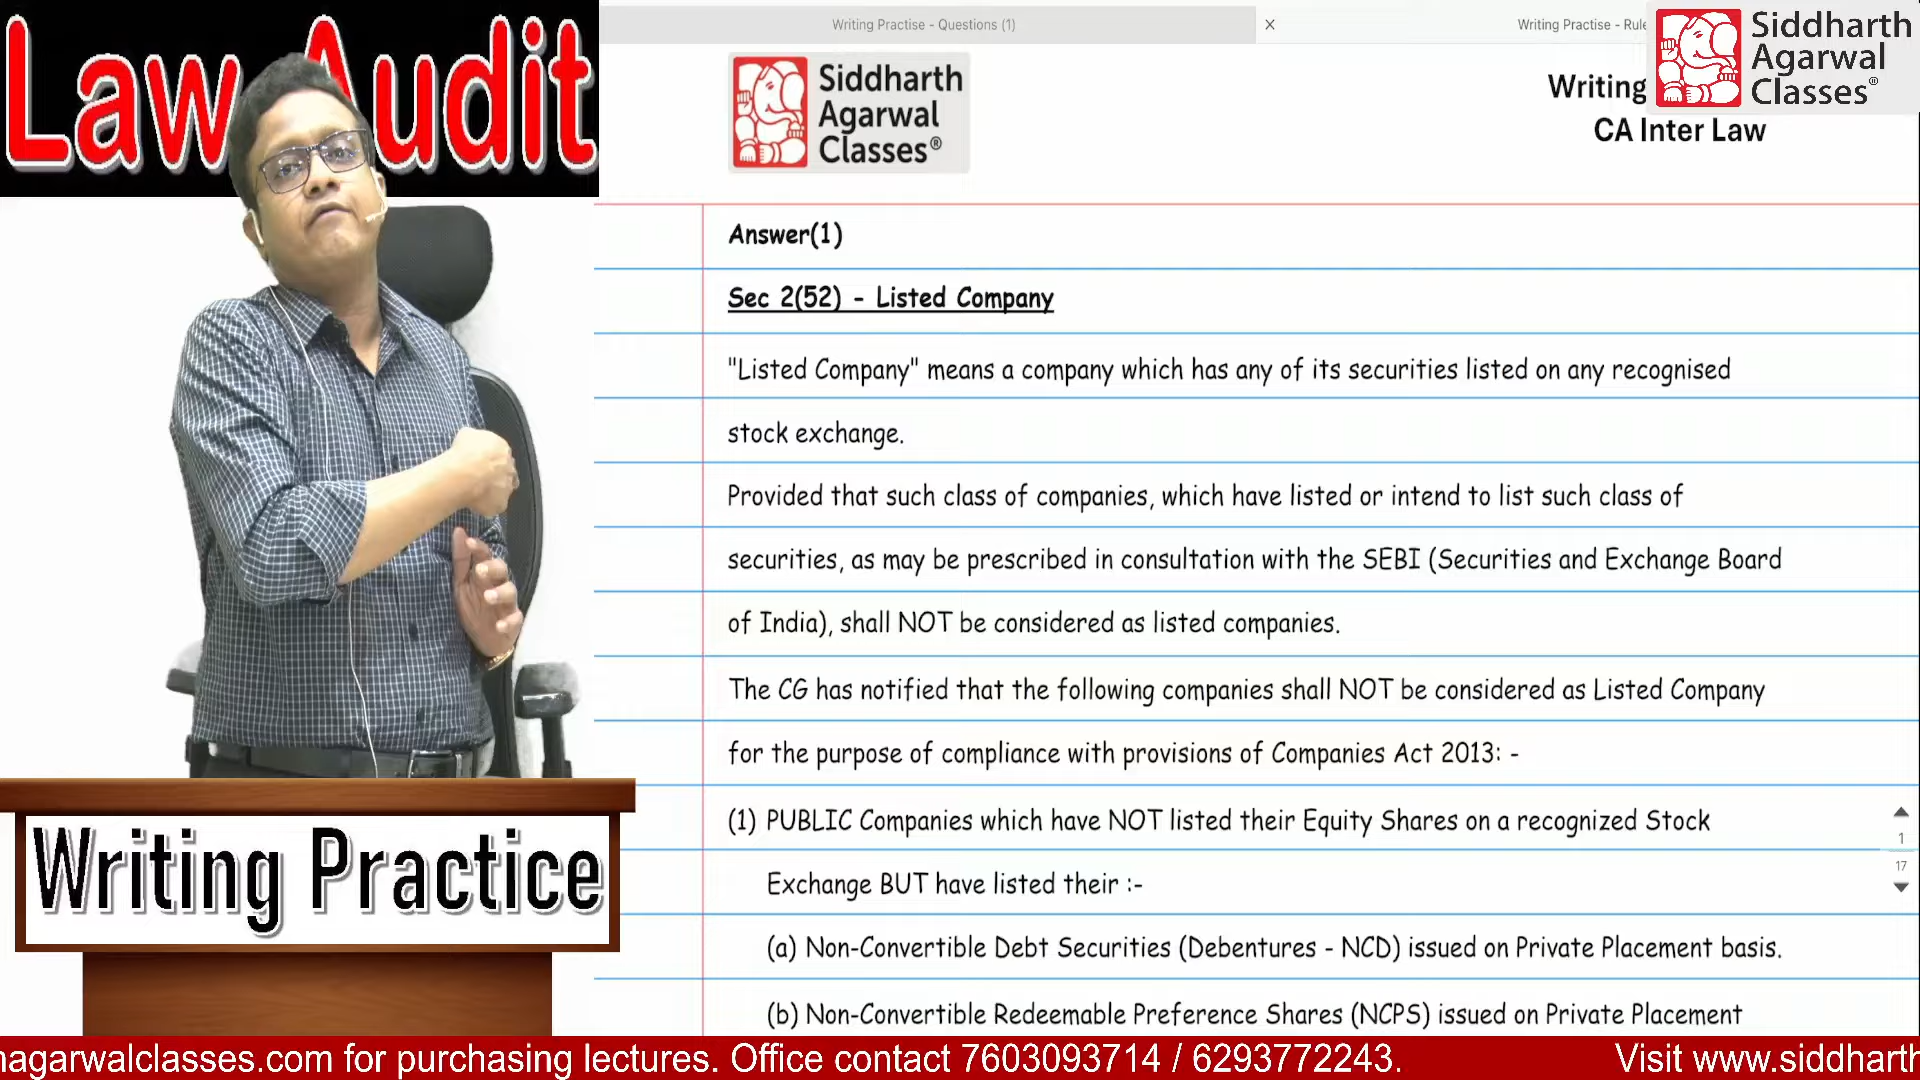 Law Audit
Writing Practise - Questions (1)
Writing Practise - Rule
Siddharth
Agarwal
Classes®
Siddharth
Agarwal
Classes®
Writing
CA Inter Law
Answer(1)
Sec 2(52) - Listed Company
"Listed Company" means a company which has any of its securities listed on any recognised
stock exchange.
Provided that such class of companies, which have listed or intend to list such class of
securities, as may be prescribed in consultation with the SEBI (Securities and Exchange Board
of India), shall NOT be considered as listed companies.
The CG has notified that the following companies shall NOT be considered as Listed Company
for the purpose of compliance with provisions of Companies Act 2013: -
(1) PUBLIC Companies which have NOT listed their Equity Shares on a recognized Stock
Exchange BUT have listed their :-
(a) Non-Convertible Debt Securities (Debentures - NCD) issued on Private Placement basis.
(b) Non-Convertible Redeemable Preference Shares (NCPS) issued on Private Placement
1
17
Writing Practice
nagarwalclasses.com for purchasing lectures. Office contact 7603093714 / 6293772243.
Visit www.siddharth